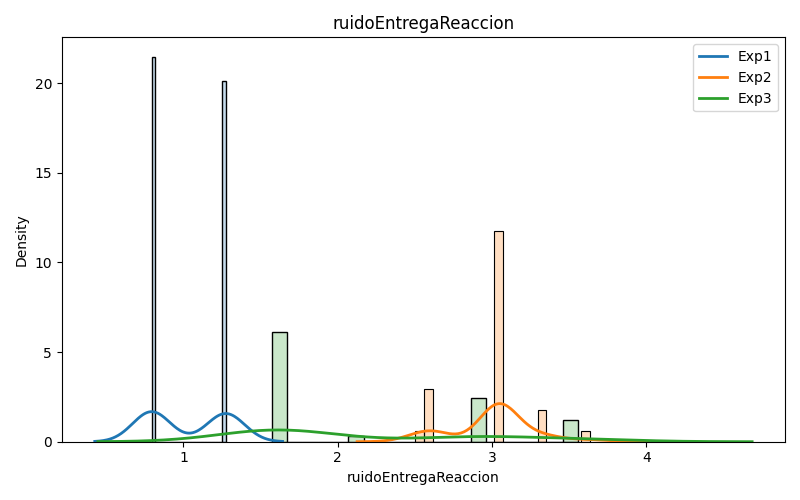 ruidoEntregaReaccion
Exp1
Exp2
Exp3
Density
20
15
10
5
0
1 2 3 4
ruidoEntregaReaccion